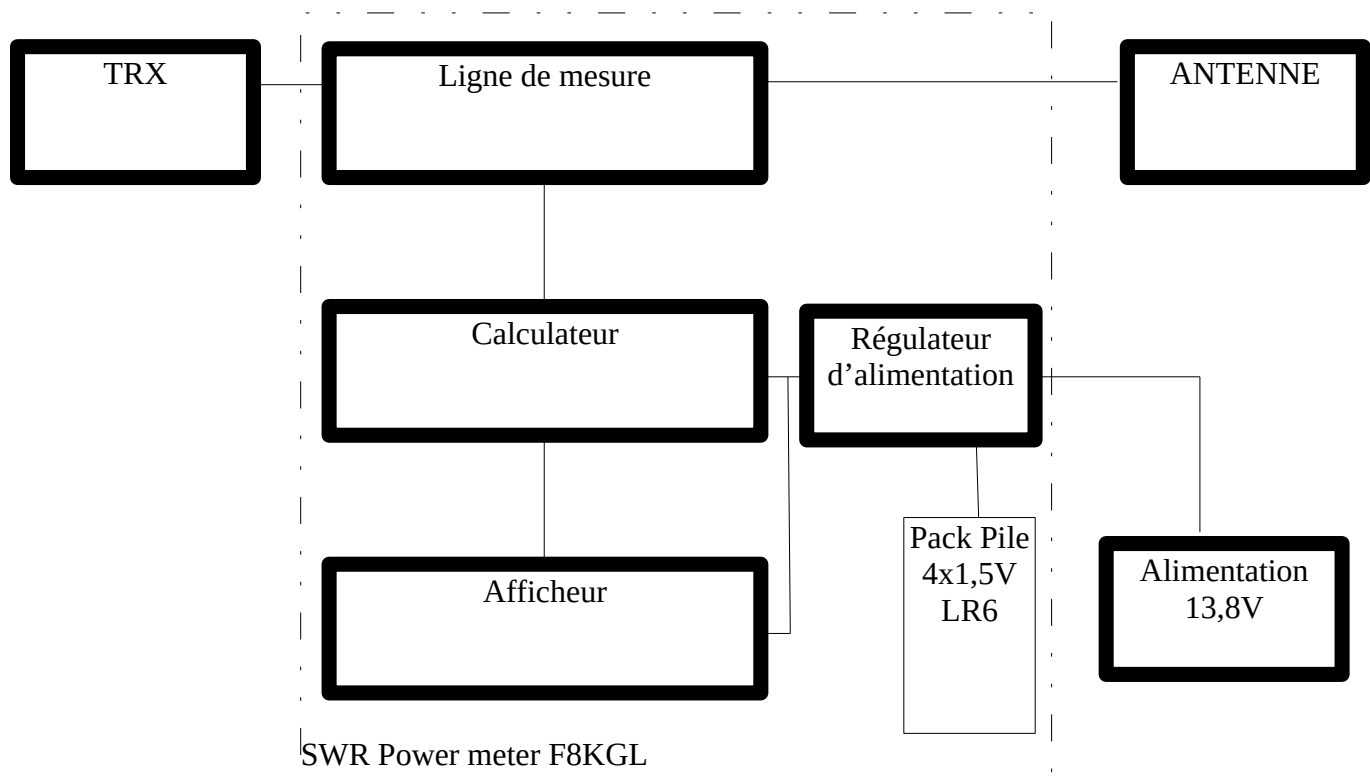 TRX
Ligne de mesure
ANTENNE
Calculateur
Régulateur
d’alimentation
Pack Pile
4x1,5V
LR6
Alimentation
13,8V
Afficheur
SWR Power meter F8KGL